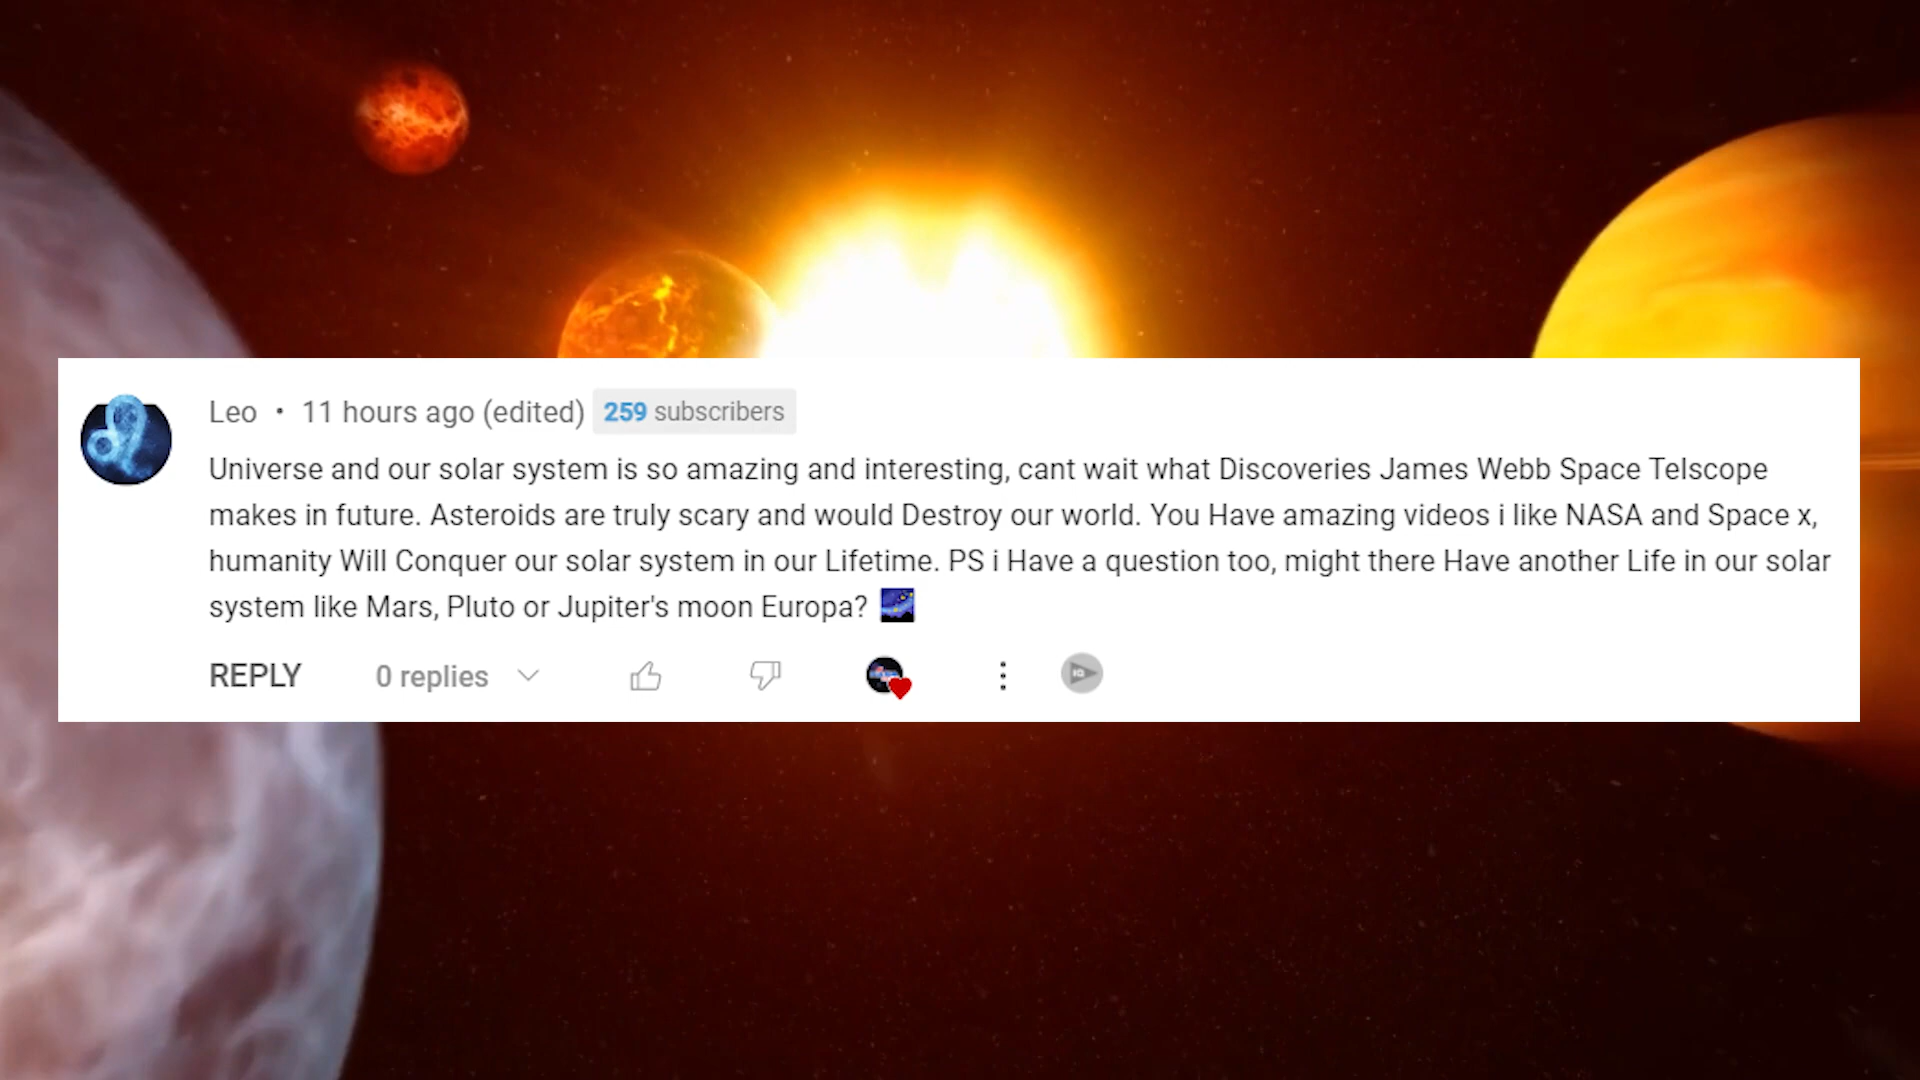 Leo • 11 hours ago (edited) 259 subscribers
Universe and our solar system is so amazing and interesting, cant wait what Discoveries James Webb Space Telscope
makes in future. Asteroids are truly scary and would Destroy our world. You Have amazing videos i like NASA and Space x,
humanity Will Conquer our solar system in our Lifetime. PS i Have a question too, might there Have another Life in our solar
system like Mars, Pluto or Jupiter's moon Europa? 🌌
REPLY 0 replies